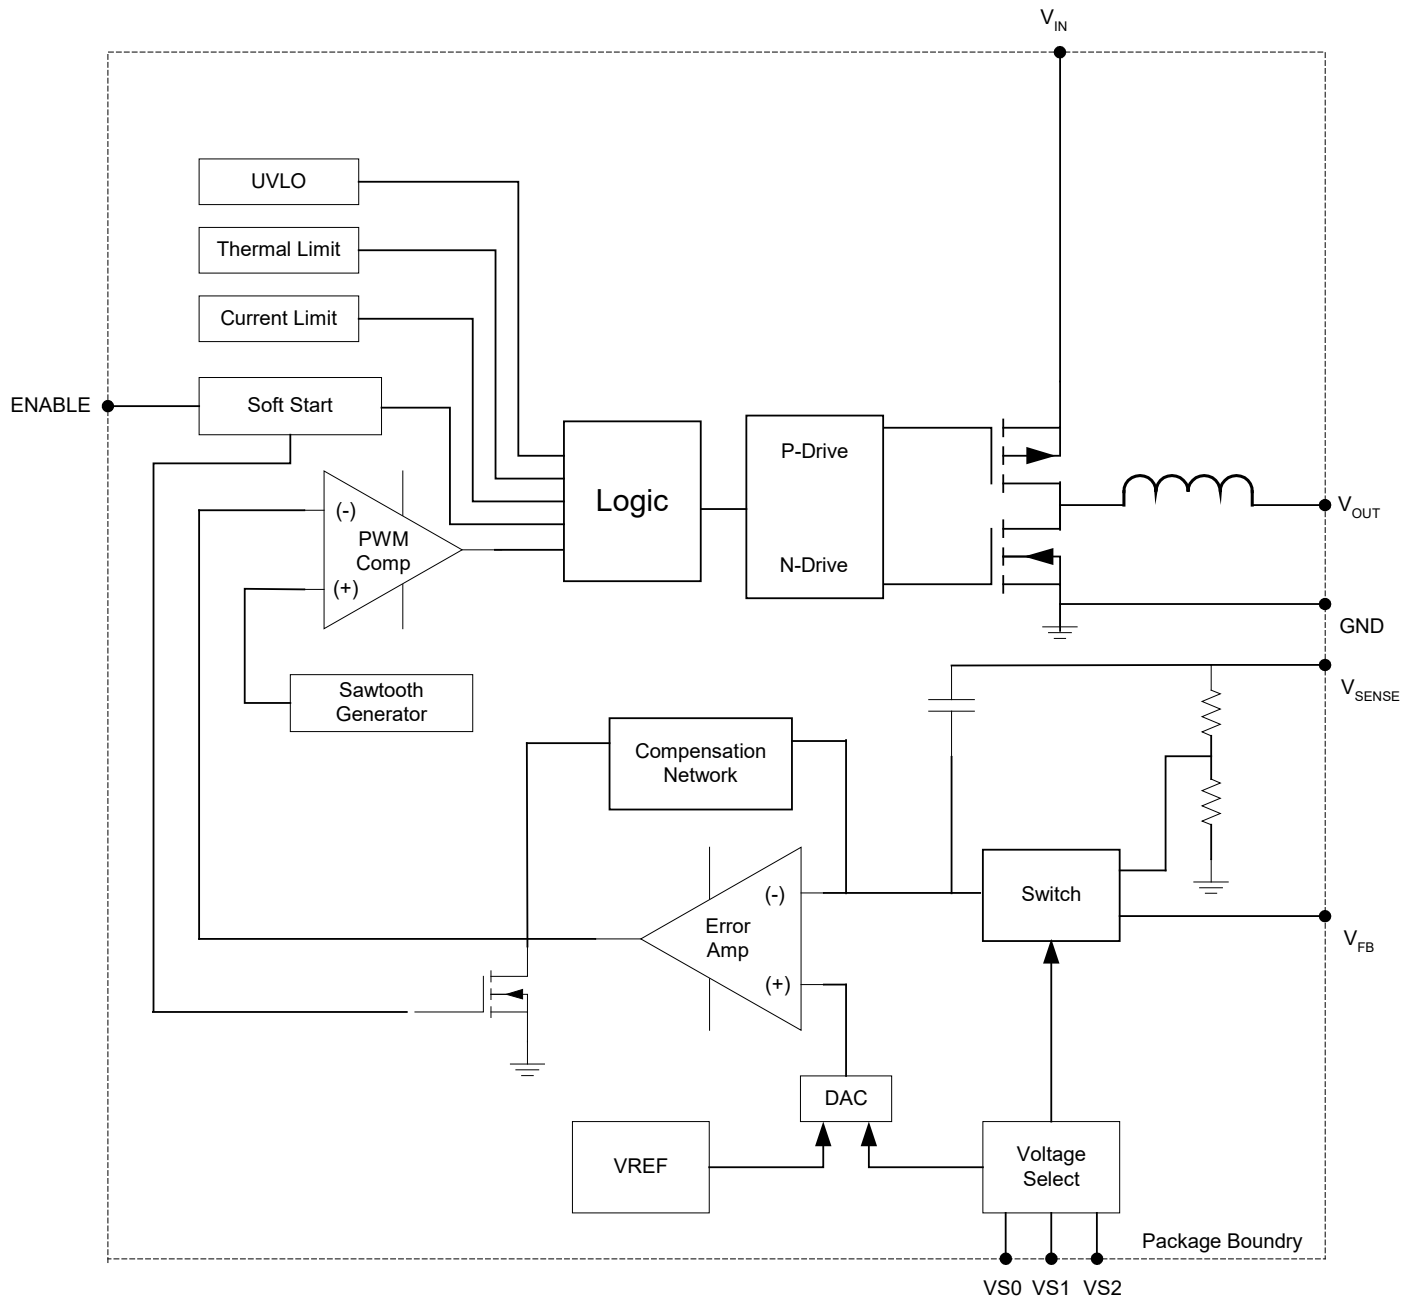 VIN
UVLO
Thermal Limit
Current Limit
ENABLE
Soft Start
P-Drive
Logic
(-)
PWM
Comp
(+)
N-Drive
VOUT
GND
Sawtooth
Generator
VSENSE
Compensation
Network
(-)
Switch
Error
Amp
VFB
(+)
DAC
VREF
Voltage
Select
Package Boundry
VS0 VS1 VS2